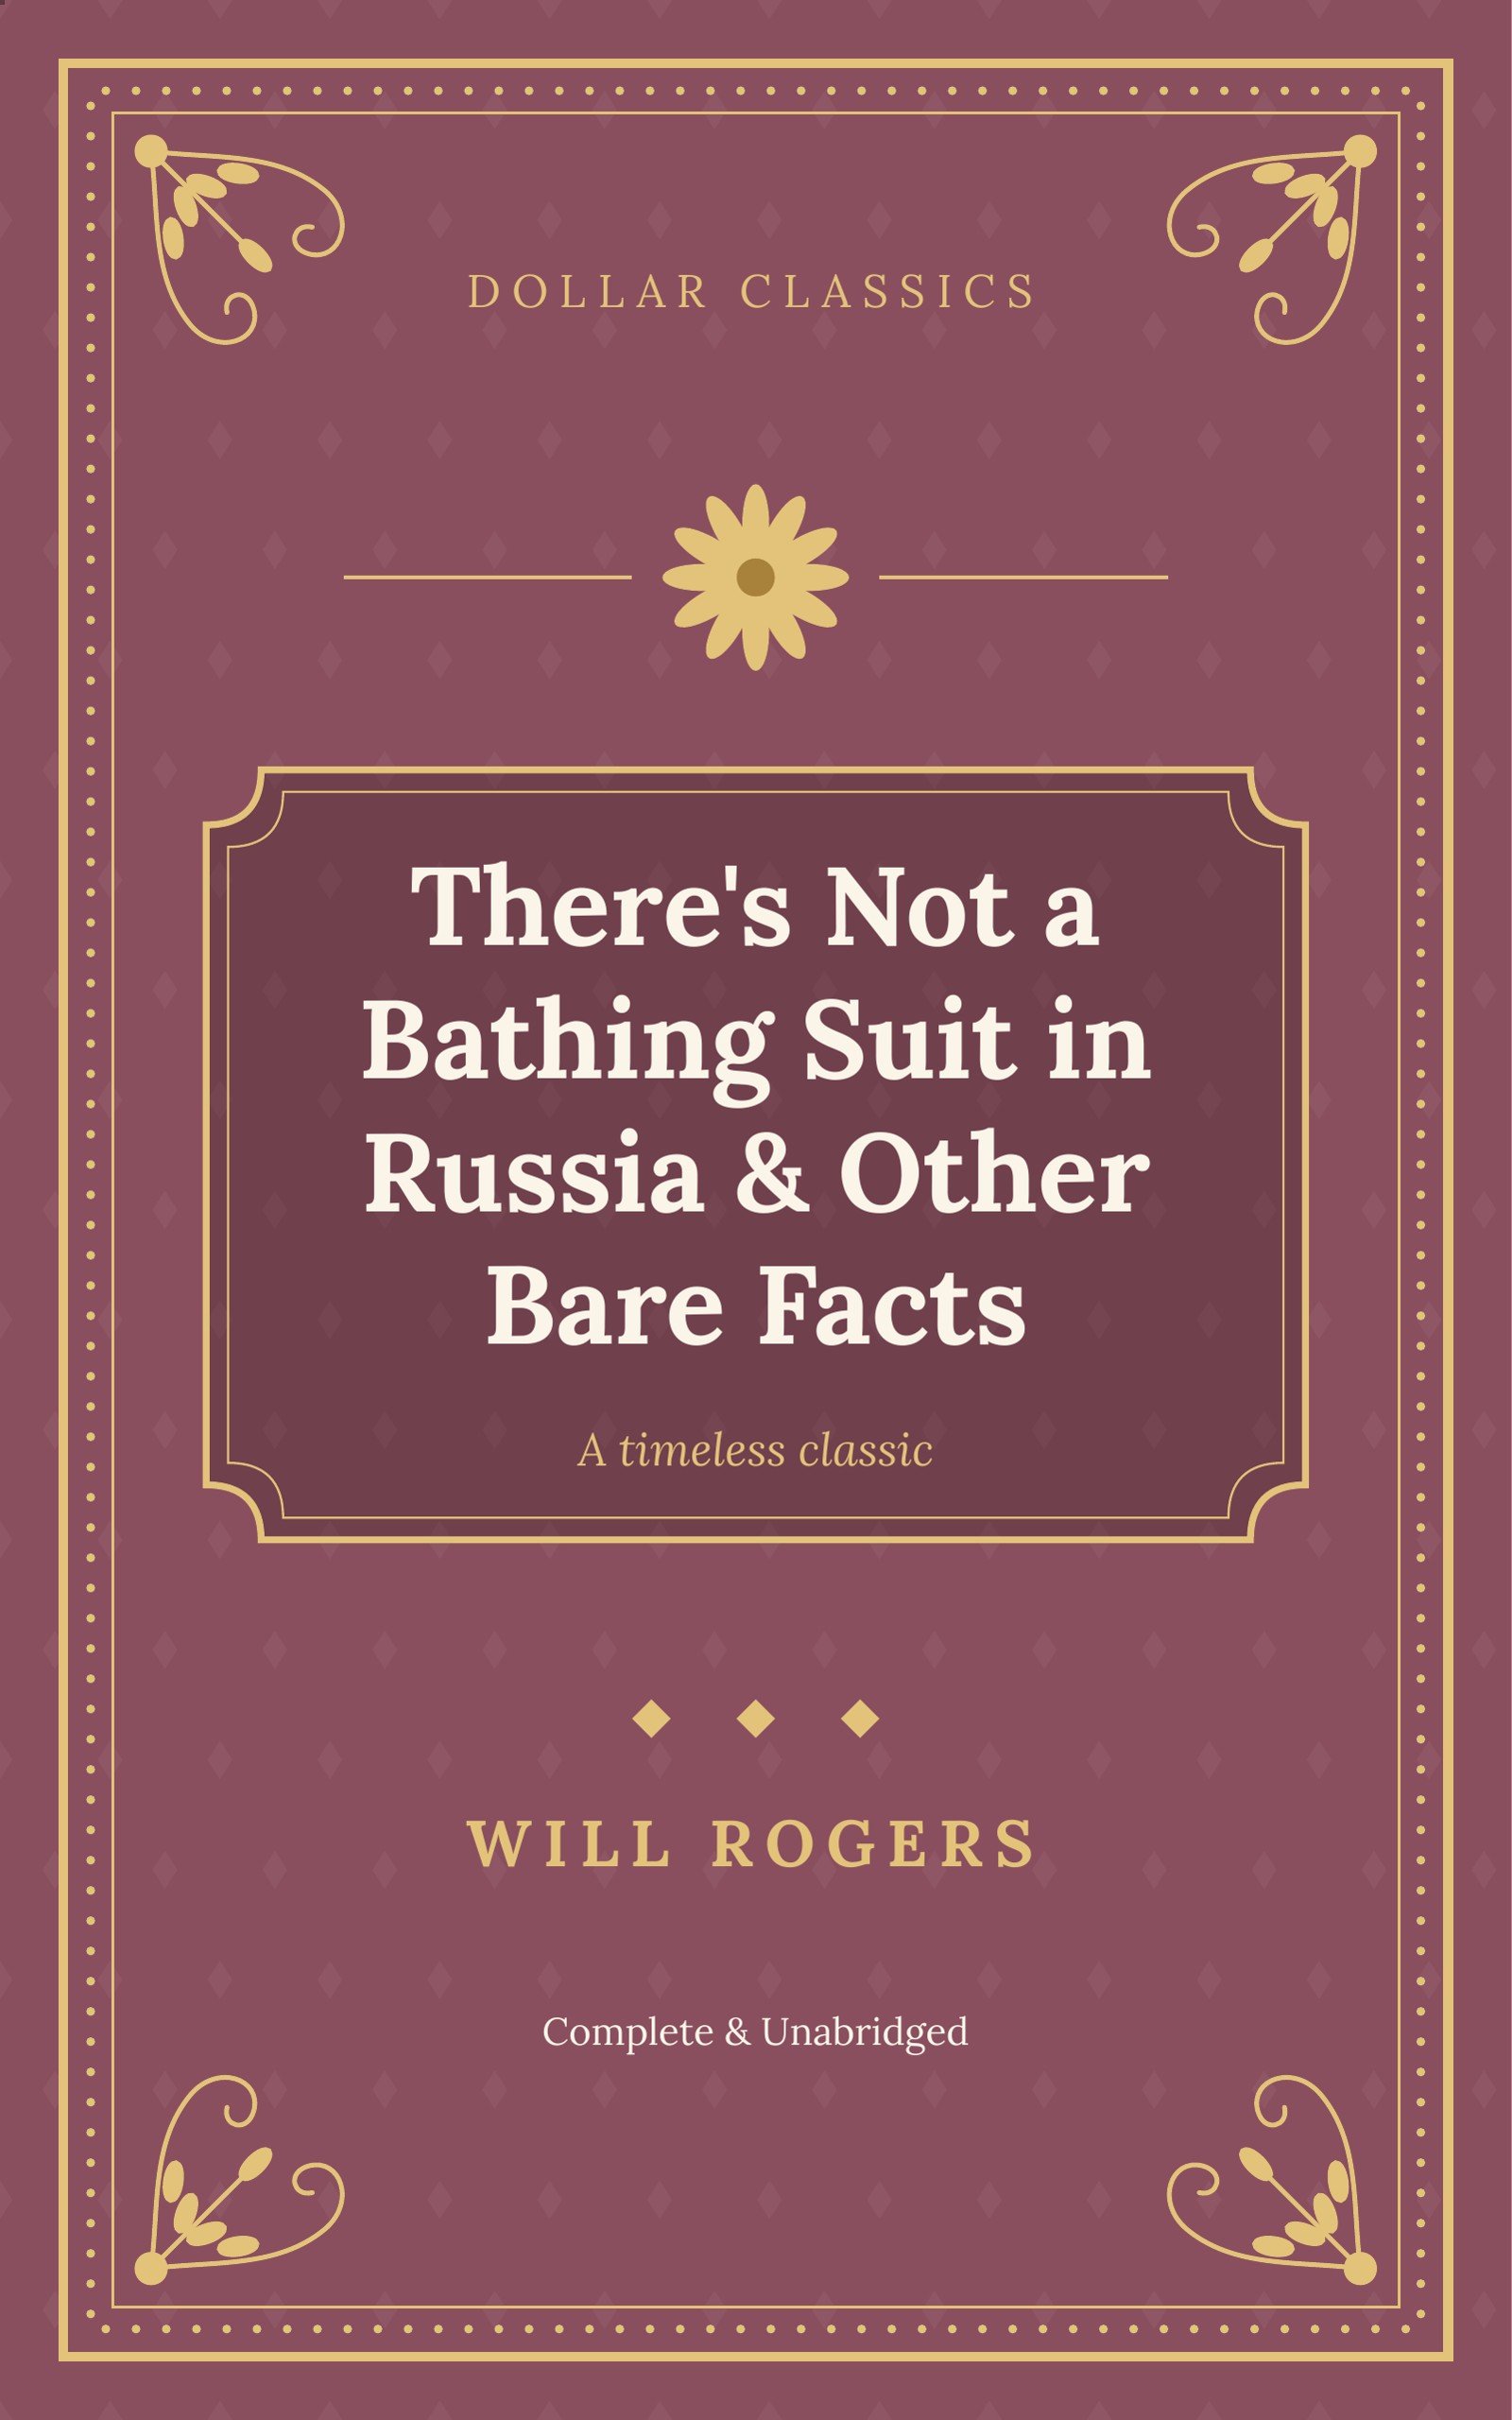 DOLLAR CLASSICS
There's Not a
Bathing Suit in
Russia & Other
Bare Facts
A timeless classic
WILL ROGERS
Complete & Unabridged